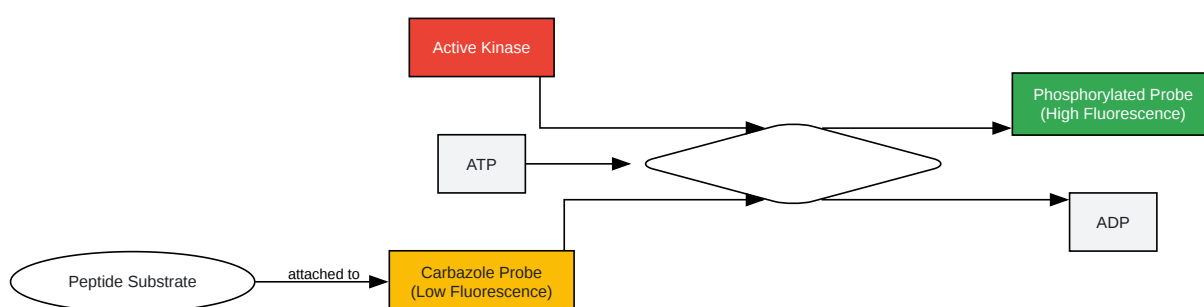 Active Kinase
Phosphorylated Probe
(High Fluorescence)
ATP
ADP
Peptide Substrate
attached to
Carbazole Probe
(Low Fluorescence)